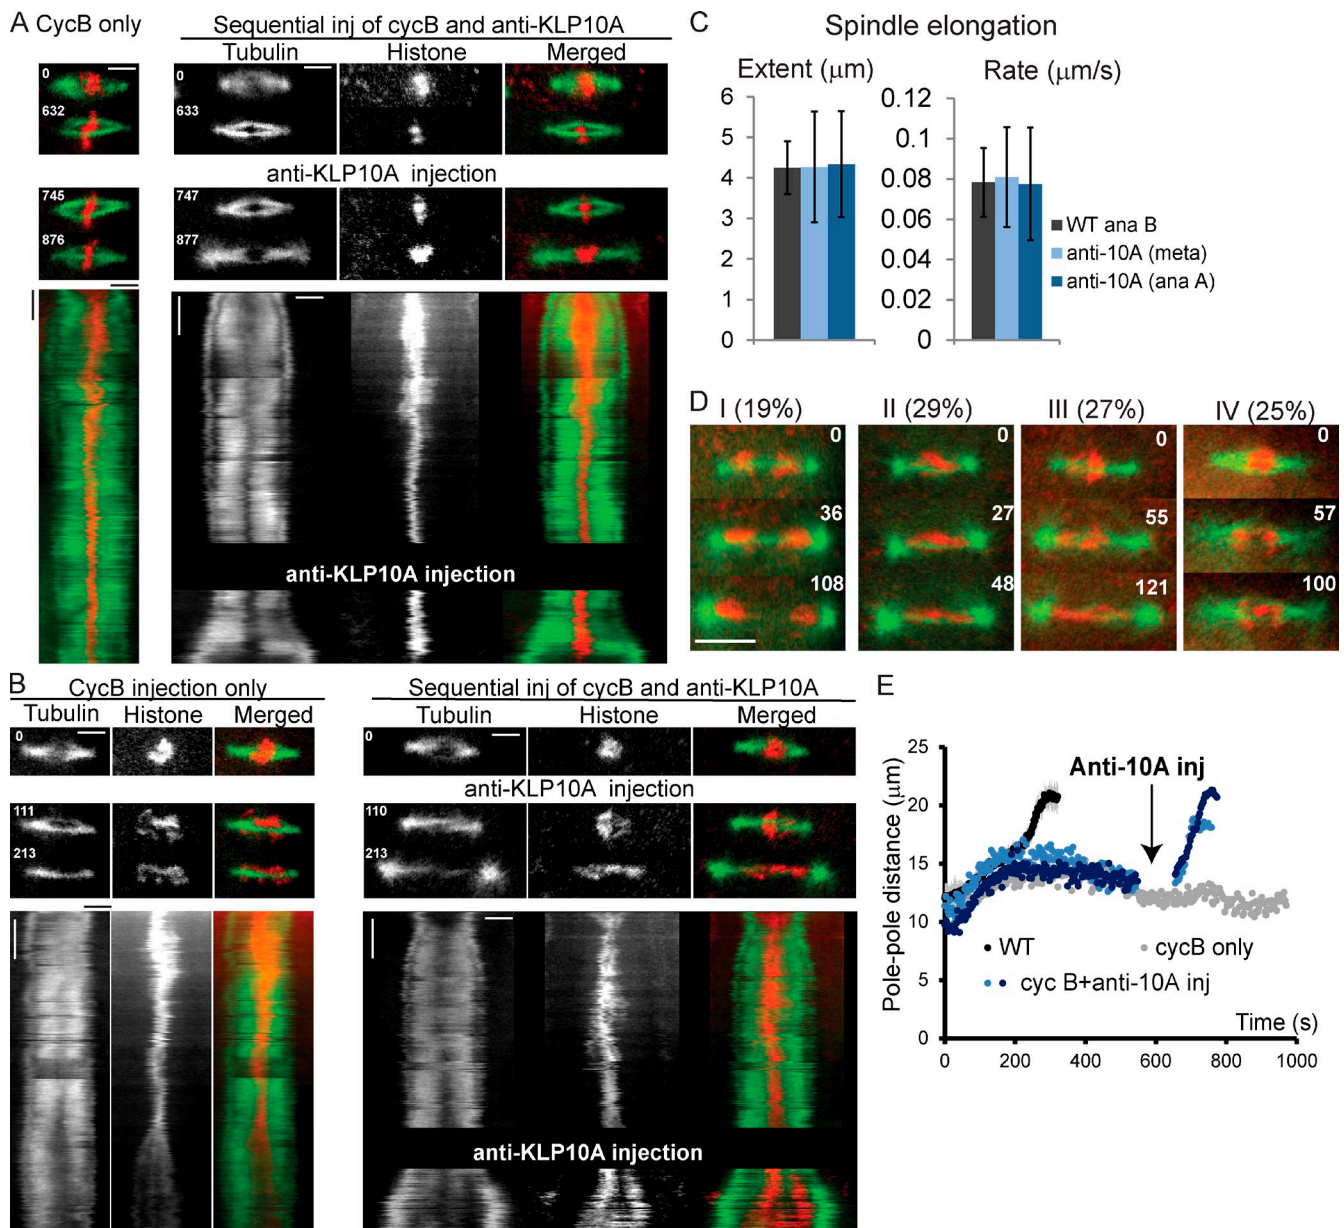 A CycB only
Sequential inj of cycB and anti-KLP10A
Tubulin Histone Merged
0
632
0
633
anti-KLP10A injection
745
876
747
877
anti-KLP10A injection
B CycB injection only
Tubulin Histone Merged
0
111
213
Sequential inj of cycB and anti-KLP10A
Tubulin Histone Merged
0
anti-KLP10A injection
110
213
anti-KLP10A injection
C Spindle elongation
Extent (μm)
6
5
4
3
2
1
0
Rate (μm/s)
0.12
0.1
0.08
0.06
0.04
0.02
0
WT ana B
anti-10A (meta)
anti-10A (ana A)
D I (19%) II (29%) III (27%) IV (25%)
0 0 0 0
36 27 55 57
108 48 121 100
E
Pole-pole distance (μm)
25
20
15
10
5
0
Anti-10A inj
WT cycB only
cyc B+anti-10A inj
Time (s)
0 200 400 600 800 1000